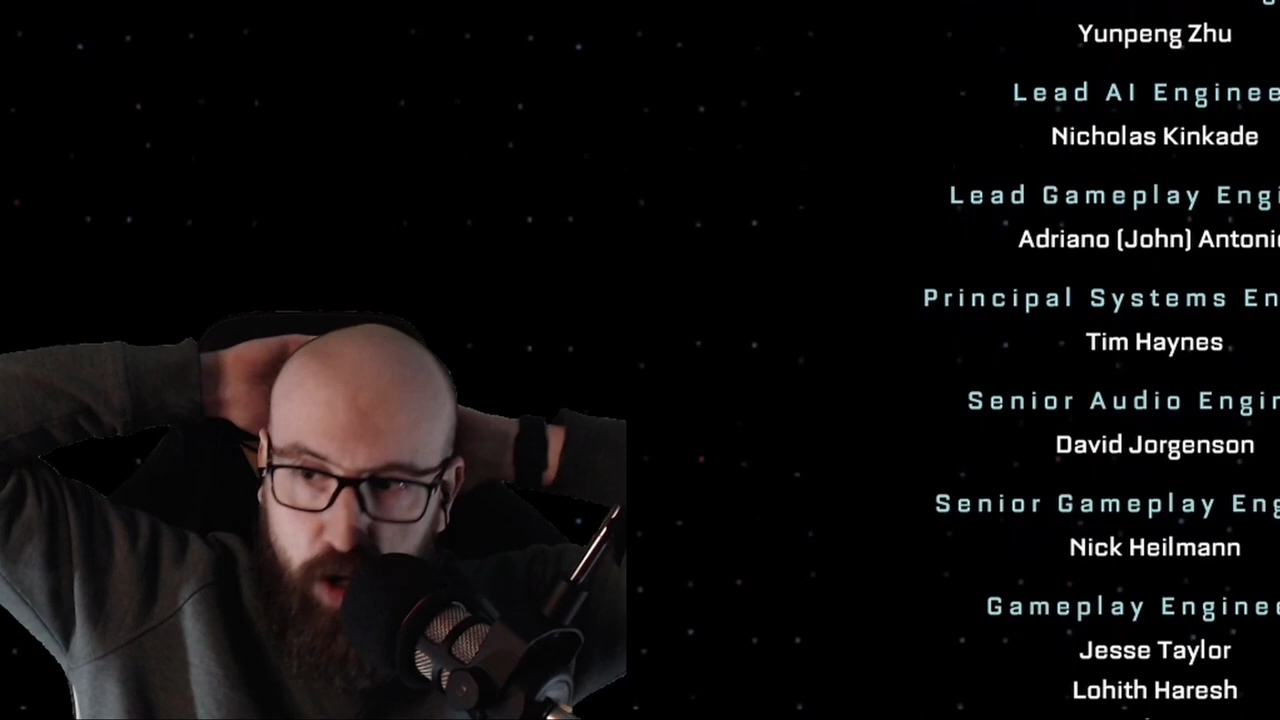 Yunpeng Zhu
Lead AI Enginee
Nicholas Kinkade
Lead Gameplay Engi
Adriano (John) Antoni
Principal Systems En
Tim Haynes
Senior Audio Engin
David Jorgenson
Senior Gameplay Eng
Nick Heilmann
Gameplay Enginee
Jesse Taylor
Lohith Haresh